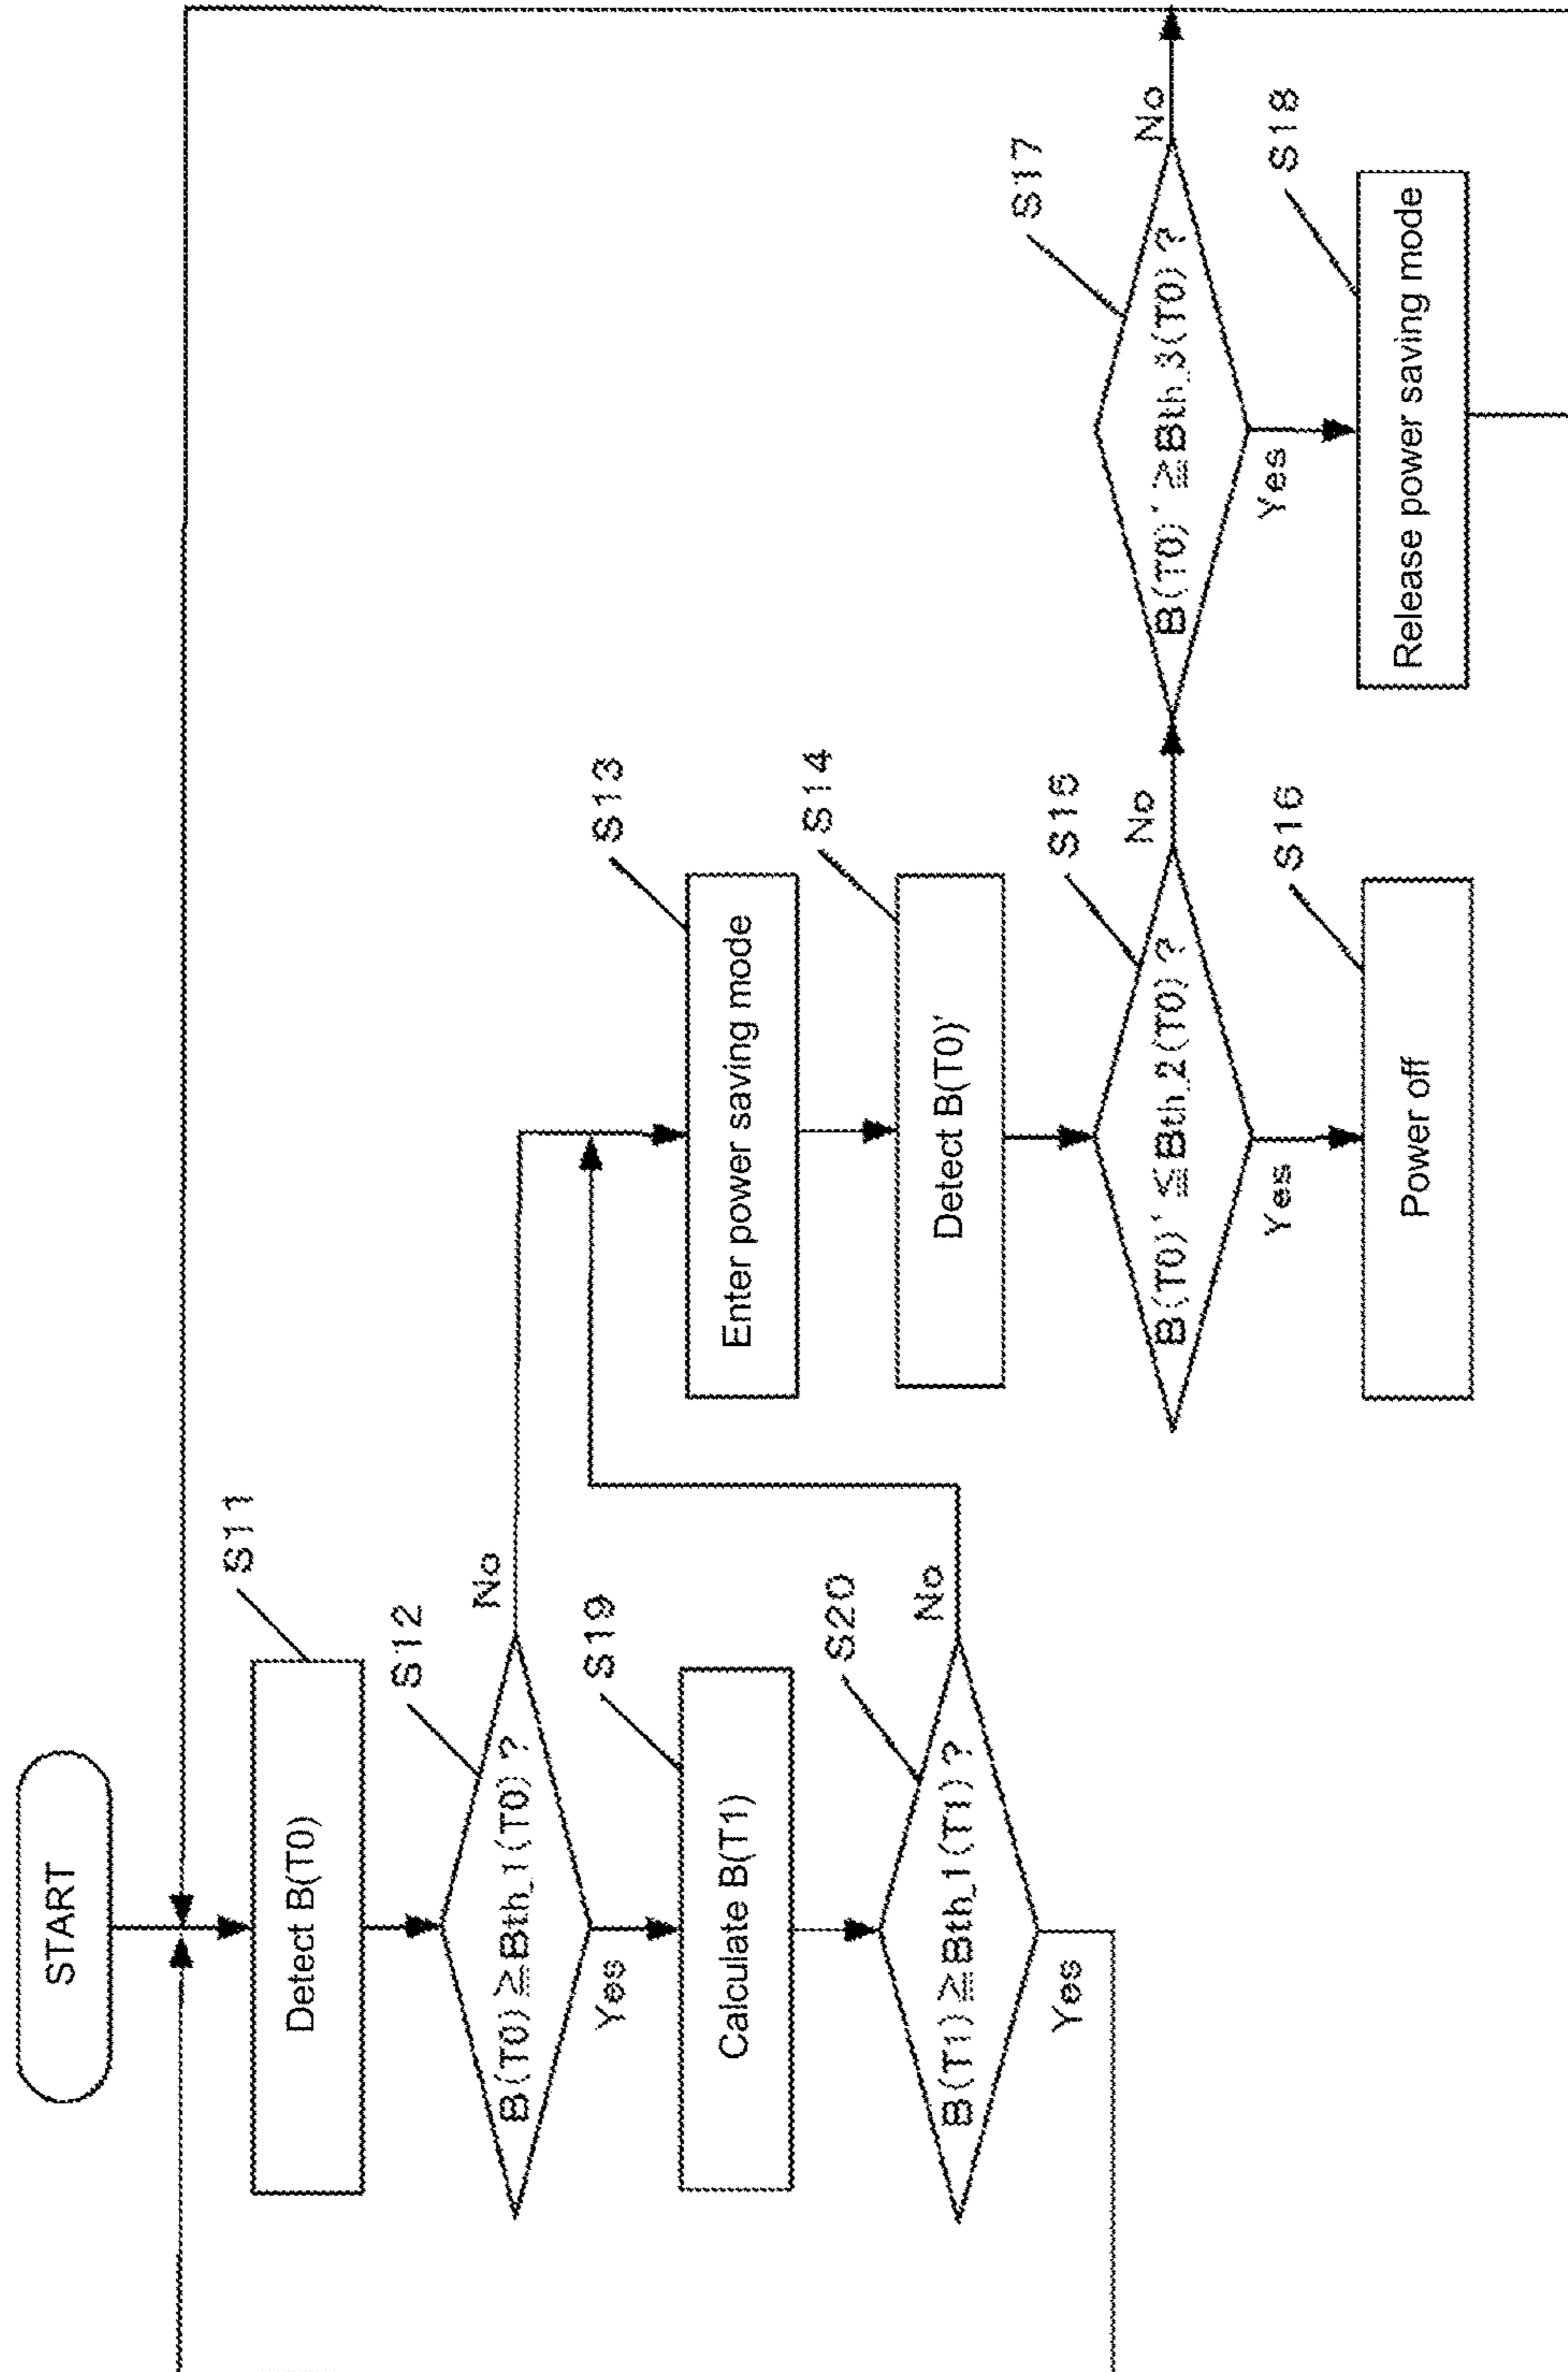 START
Detect B(T0)
S11
B(T0)≧Bth_1(T0)?
S12
No
Yes
Calculate B(T1)
S19
B(T1)≧Bth_1(T1)?
S20
No
Yes
Enter power saving mode
S13
Detect B(T0)'
S14
B(T0)'≦Bth_2(T0)?
S15
No
Yes
Power off
S16
B(T0)'≧Bth_3(T0)?
S17
No
Yes
Release power saving mode
S18